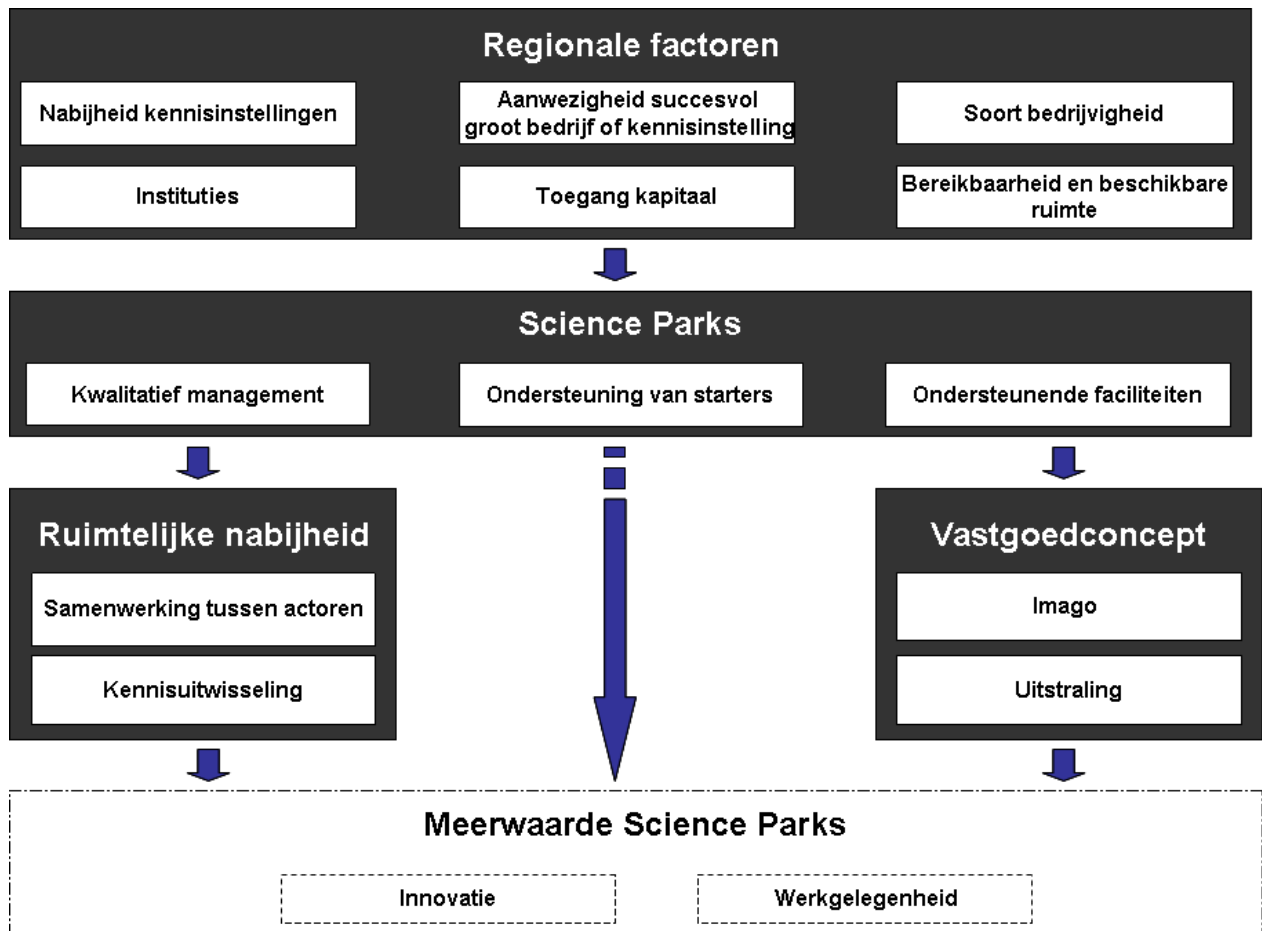 Regionale factoren
Nabijheid kennisinstellingen
Aanwezigheid succesvol
groot bedrijf of kennisinstelling
Soort bedrijvigheid
Instituties
Toegang kapitaal
Bereikbaarheid en beschikbare
ruimte
Science Parks
Kwalitatief management
Ondersteuning van starters
Ondersteunende faciliteiten
Ruimtelijke nabijheid
Samenwerking tussen actoren
Kennisuitwisseling
Vastgoedconcept
Imago
Uitstraling
Meerwaarde Science Parks
Innovatie
Werkgelegenheid